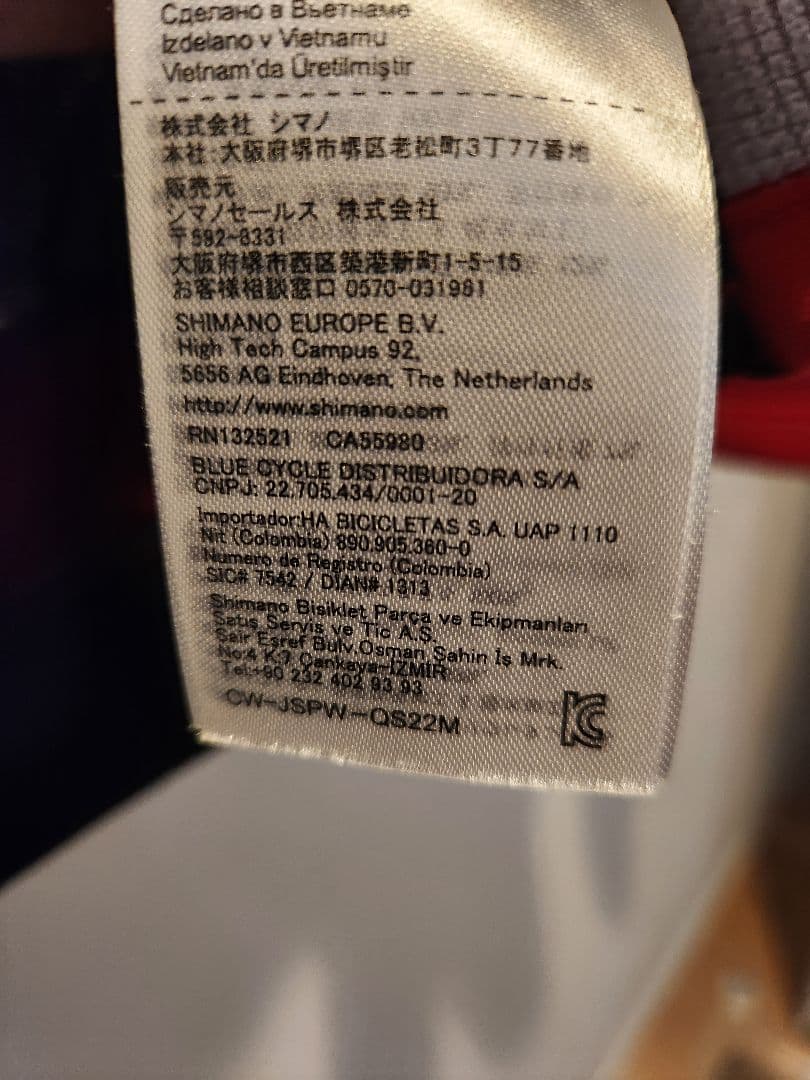 Сделано в Вьетнаме
Izdelano v Vietnamu
Vietnam'da Üretilmiştir
株式会社 シマノ
本社:大阪府堺市堺区老松町3丁77番地
販売元
シマノセールス 株式会社
〒592-8331
大阪府堺市西区築港新町1-5-15
お客様相談窓口 0570-031961
SHIMANO EUROPE B.V.
High Tech Campus 92,
5656 AG Eindhoven, The Netherlands
http://www.shimano.com
RN132521 CA55980
BLUE CYCLE DISTRIBUIDORA S/A
CNPJ: 22.705.434/0001-20
Importador:HA BICICLETAS S.A. UAP 1110
Nit (Colombia) 890.905.360-0
Numero de Registro (Colombia)
SIC# 7542 / DIAN# 1313
Shimano Bisiklet Parça ve Ekipmanları
Satış Servis ve Tic A.S.
Sair Esref Bulv.Osman Şahin İş Mrk.
No:4 K:7 Çankaya-İZMİR
Tel:+90 232 402 93 93
CW-JSPW-QS22M